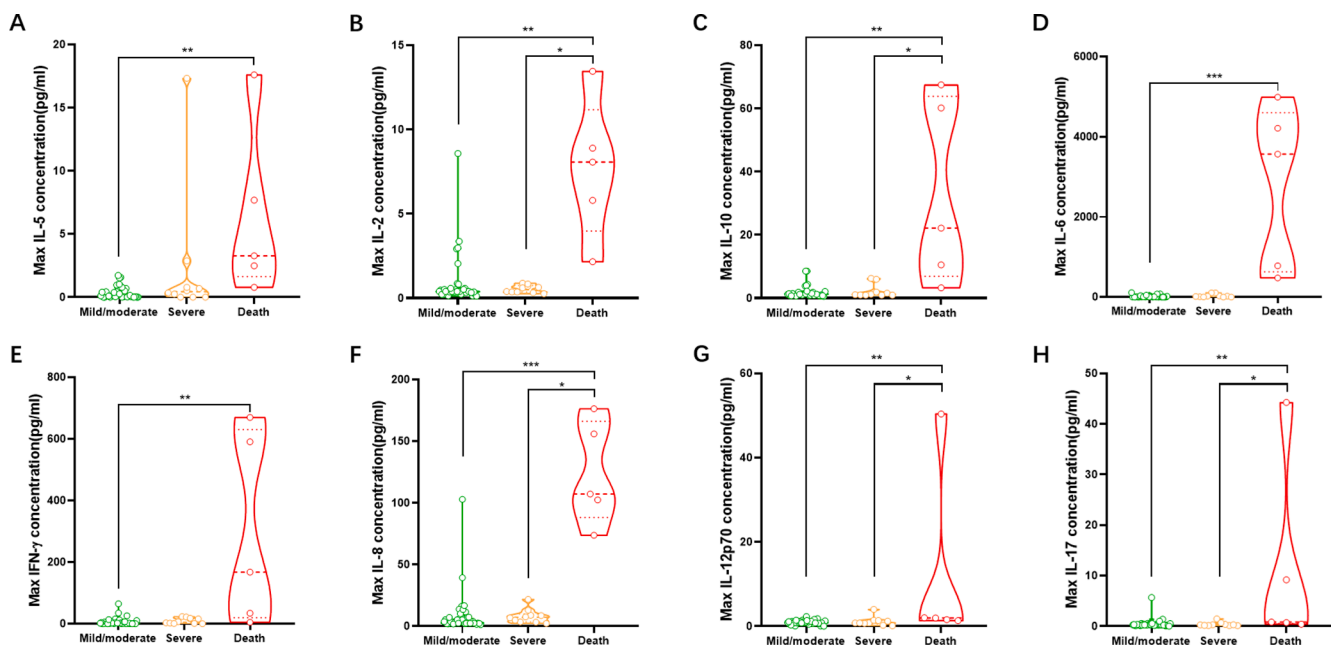 A
Max IL-5 concentration(pg/ml)
20
15
10
5
0
**
Mild/moderate Severe Death
B
Max IL-2 concentration(pg/ml)
15
10
5
0
**
*
Mild/moderate Severe Death
C
Max IL-10 concentration(pg/ml)
80
60
40
20
0
**
*
Mild/moderate Severe Death
D
Max IL-6 concentration(pg/ml)
6000
4000
2000
0
***
Mild/moderate Severe Death
E
Max IFN-γ concentration(pg/ml)
800
600
400
200
0
**
Mild/moderate Severe Death
F
Max IL-8 concentration(pg/ml)
200
150
100
50
0
***
*
Mild/moderate Severe Death
G
Max IL-12p70 concentration(pg/ml)
60
40
20
0
**
*
Mild/moderate Severe Death
H
Max IL-17 concentration(pg/ml)
50
40
30
20
10
0
**
*
Mild/moderate Severe Death